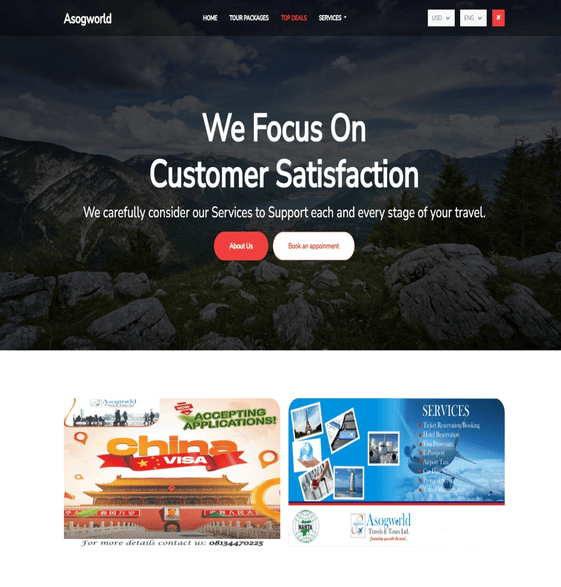 Asogworld
HOME
TOUR PACKAGES
TOP DEALS
SERVICES
USD
ENG
We Focus On
Customer Satisfaction
We carefully consider our Services to Support each and every stage of your travel.
About Us
Book an appoinment
Asogworld
ACCEPTING
APPLICATIONS!
china
VISA
For more details contact us: 08134470225
SERVICES
Ticket Reservation/Booking
Hotel Reservation
Visa Processing
E-Passport
Airport Taxi
NANTA
Asogworld
Travels & Tours Ltd.